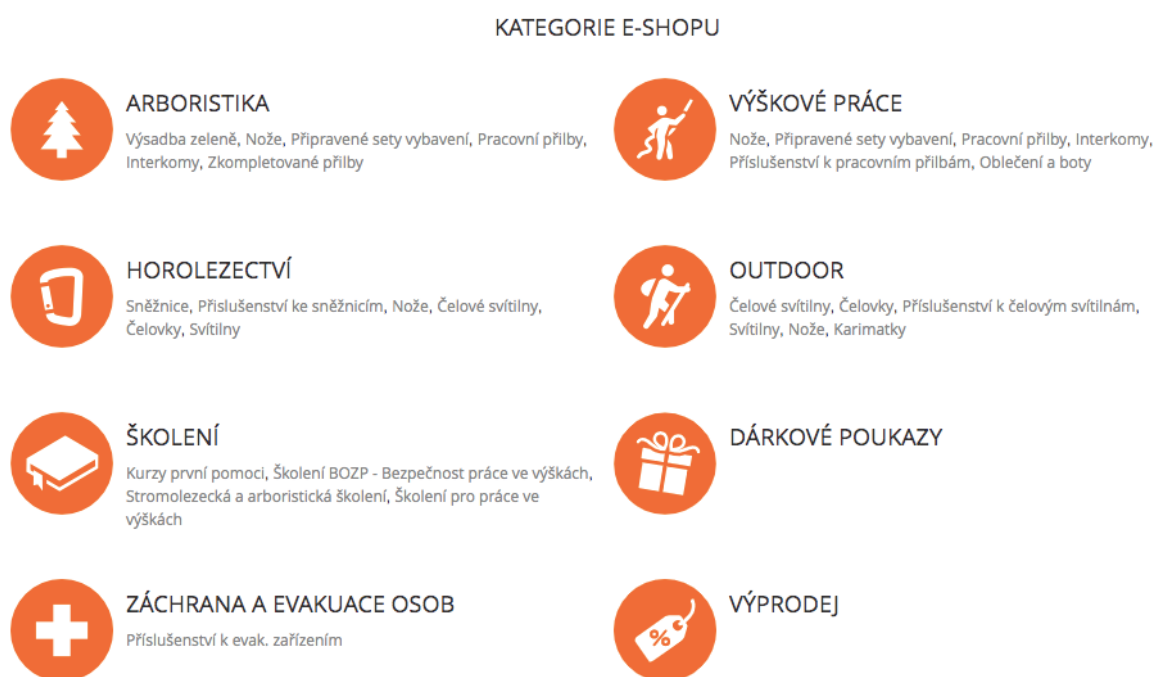 KATEGORIE E-SHOPU
ARBORISTIKA
Výsadba zeleně, Nože, Připravené sety vybavení, Pracovní přilby,
Interkomy, Zkompletované přilby
VÝŠKOVÉ PRÁCE
Nože, Připravené sety vybavení, Pracovní přilby, Interkomy,
Příslušenství k pracovním přilbám, Oblečení a boty
HOROLEZECTVÍ
Sněžnice, Přislušenství ke sněžnicím, Nože, Čelové svítilny,
Čelovky, Svítilny
OUTDOOR
Čelové svítilny, Čelovky, Příslušenství k čelovým svítilnám,
Svítilny, Nože, Karimatky
ŠKOLENÍ
Kurzy první pomoci, Školení BOZP - Bezpečnost práce ve výškách,
Stromolezecká a arboristická školení, Školení pro práce ve
výškách
DÁRKOVÉ POUKAZY
ZÁCHRANA A EVAKUACE OSOB
Příslušenství k evak. zařízením
VÝPRODEJ
%